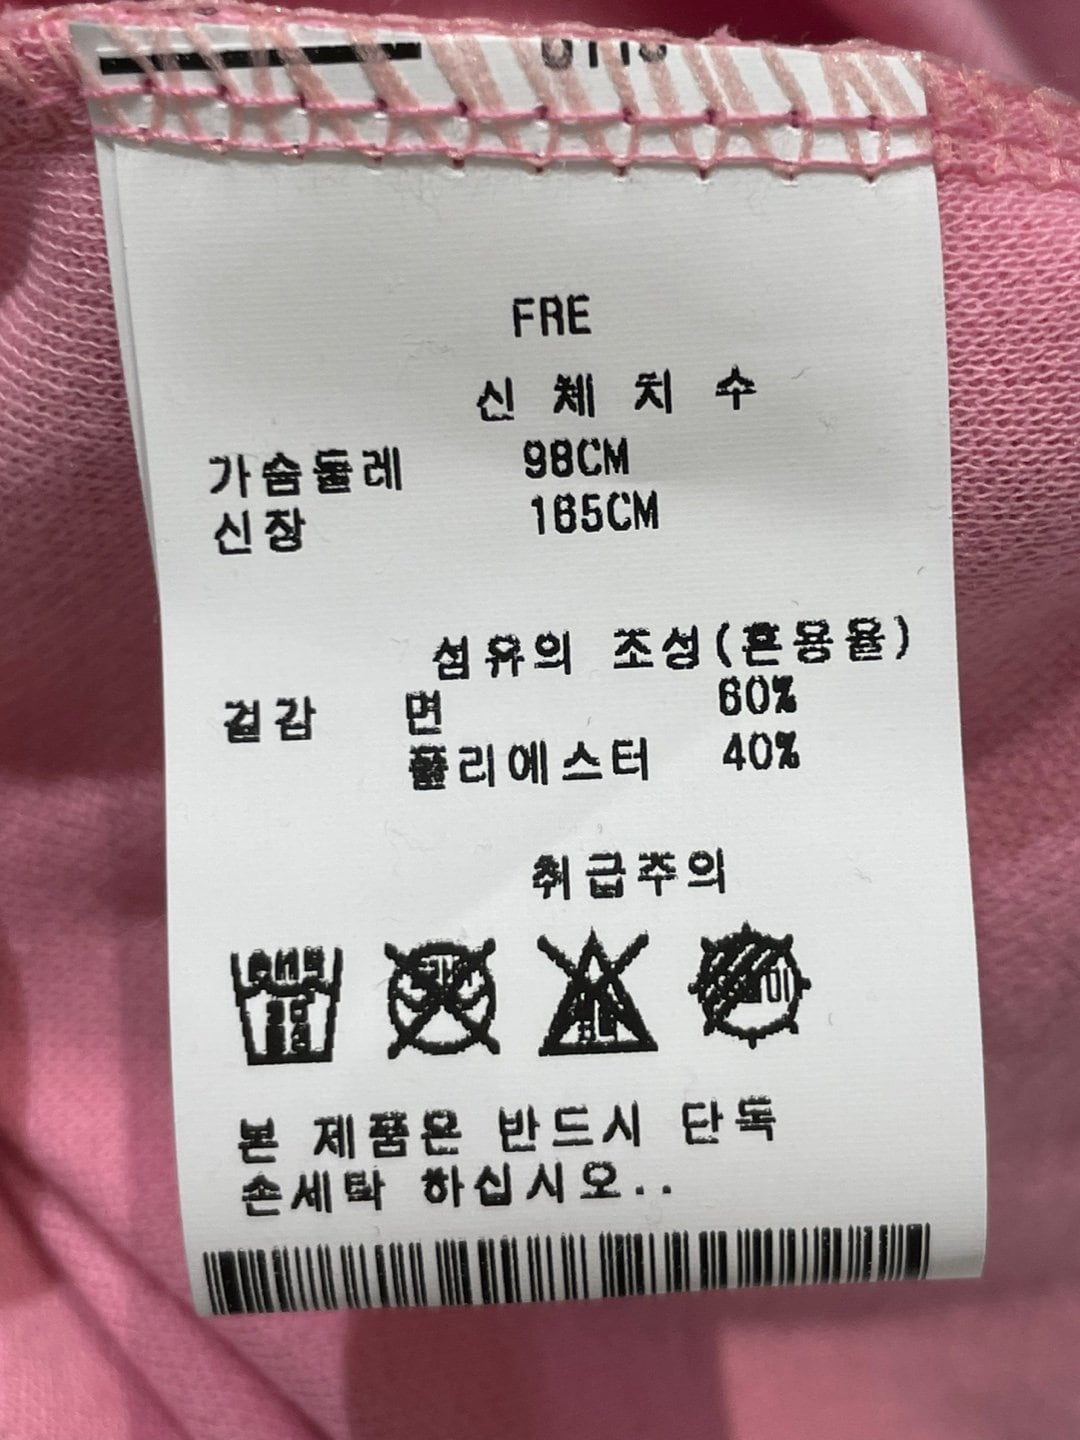 FRE
신 체 치 수
가슴둘레 98CM
신장 165CM
섬유의 조성(혼용율)
겉감 면 60%
폴리에스터 40%
취급주의
본 제품은 반드시 단독
손세탁 하십시오..